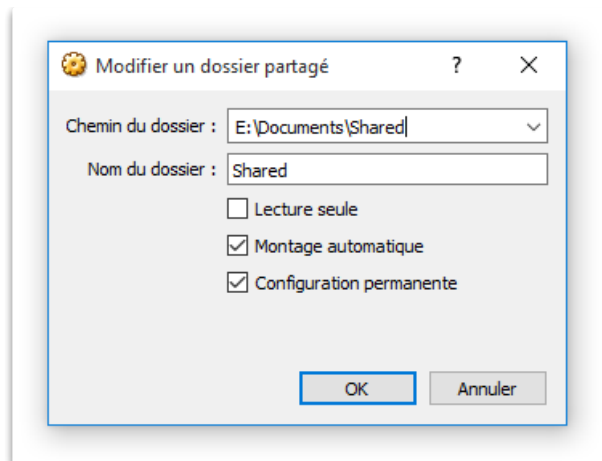 Modifier un dossier partagé ?
Chemin du dossier : E:\Documents\Shared
Nom du dossier : Shared
Lecture seule
Montage automatique
Configuration permanente
OK Annuler